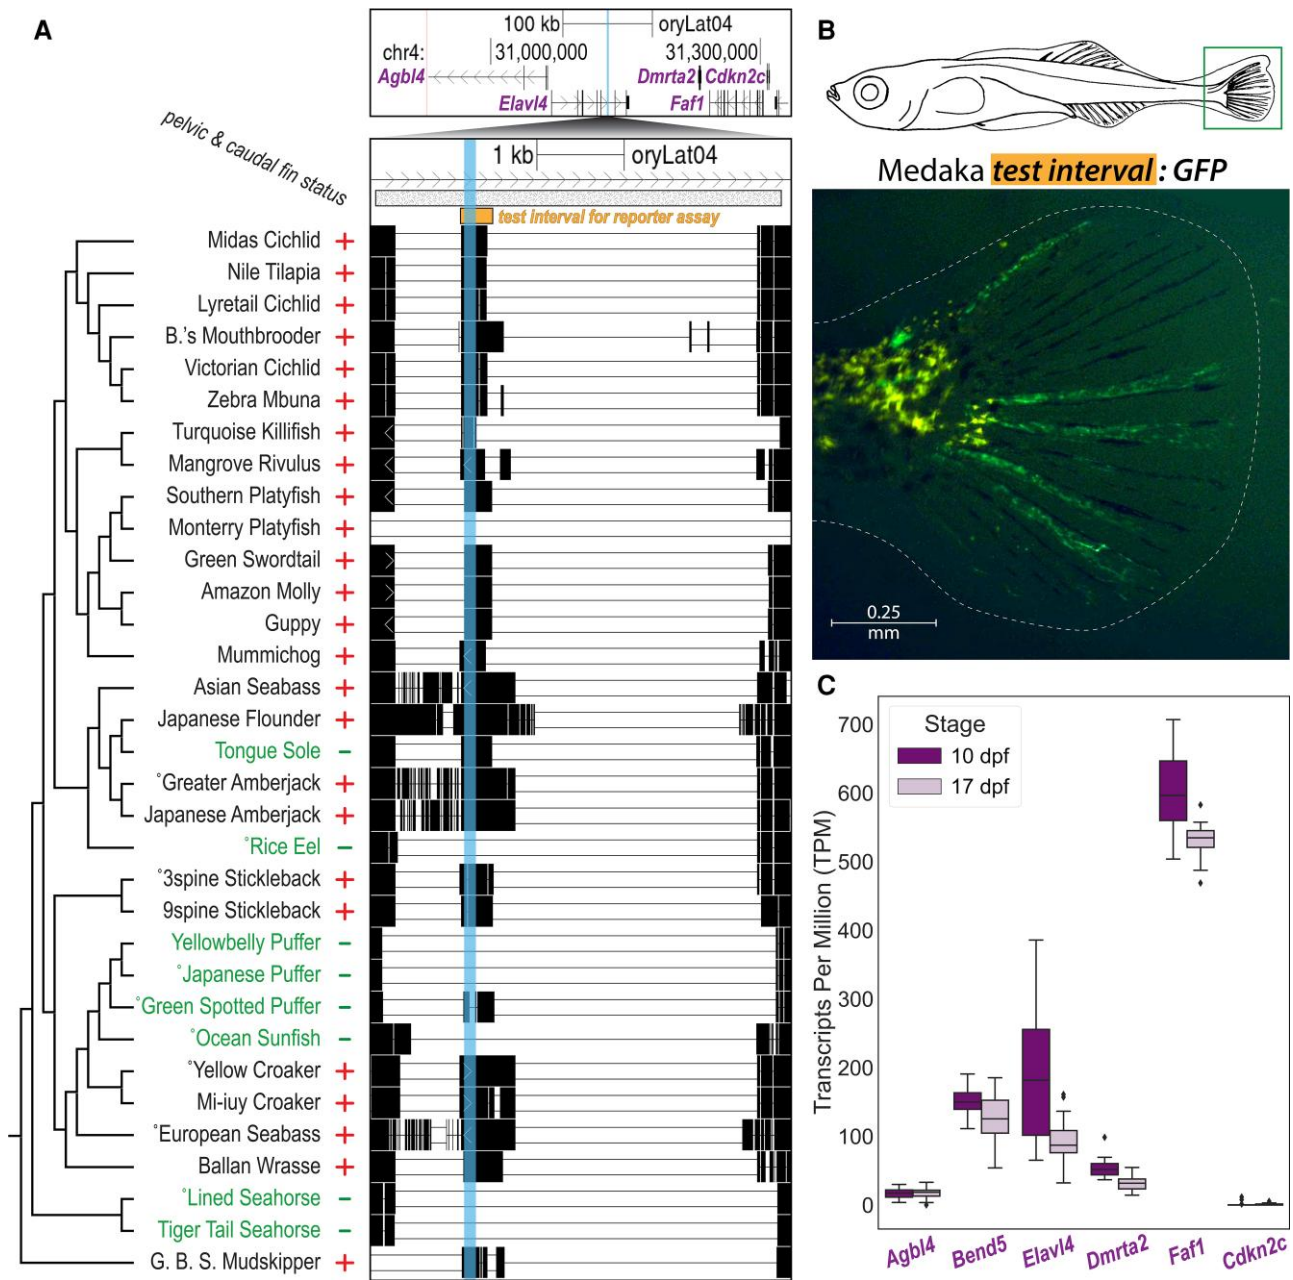 A
100 kb oryLat04
chr4: 31,000,000 31,300,000
Agbl4 Dmrta2 Cdkn2c
Elavl4 Faf1
pelvic & caudal fin status
1 kb oryLat04
test interval for reporter assay
Midas Cichlid +
Nile Tilapia +
Lyretail Cichlid +
B.'s Mouthbrooder +
Victorian Cichlid +
Zebra Mbuna +
Turquoise Killifish +
Mangrove Rivulus +
Southern Platyfish +
Monterry Platyfish +
Green Swordtail +
Amazon Molly +
Guppy +
Mummichog +
Asian Seabass +
Japanese Flounder +
Tongue Sole −
°Greater Amberjack +
Japanese Amberjack +
°Rice Eel −
°3spine Stickleback +
9spine Stickleback +
Yellowbelly Puffer −
°Japanese Puffer −
°Green Spotted Puffer −
°Ocean Sunfish −
°Yellow Croaker +
Mi-iuy Croaker +
°European Seabass +
Ballan Wrasse +
°Lined Seahorse −
Tiger Tail Seahorse −
G. B. S. Mudskipper +
B
Medaka test interval: GFP
0.25
mm
C
Transcripts Per Million (TPM)
700
600
500
400
300
200
100
0
Stage
10 dpf
17 dpf
Agbl4 Bend5 Elavl4 Dmrta2 Faf1 Cdkn2c